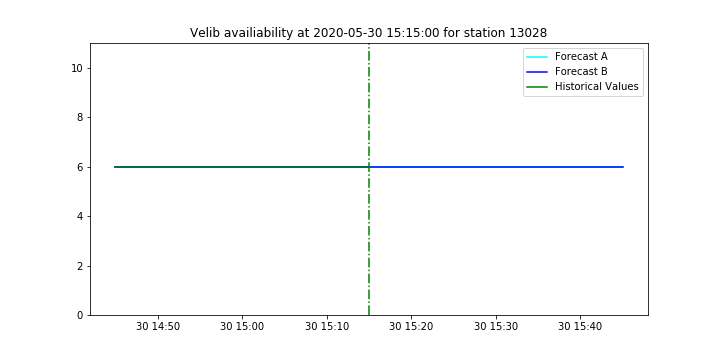 Velib availiability at 2020-05-30 15:15:00 for station 13028
Forecast A
Forecast B
Historical Values
10
8
6
4
2
0
30 14:50 30 15:00 30 15:10 30 15:20 30 15:30 30 15:40